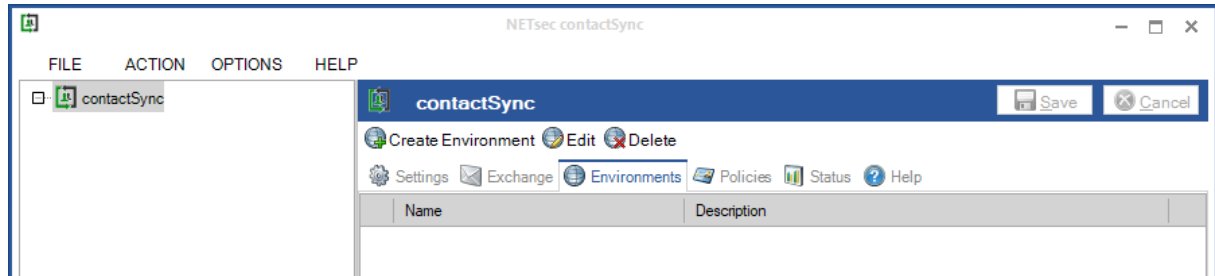 NETsec contactSync
FILE ACTION OPTIONS HELP
contactSync
contactSync Save Cancel
Create Environment Edit Delete
Settings Exchange Environments Policies Status Help
Name Description